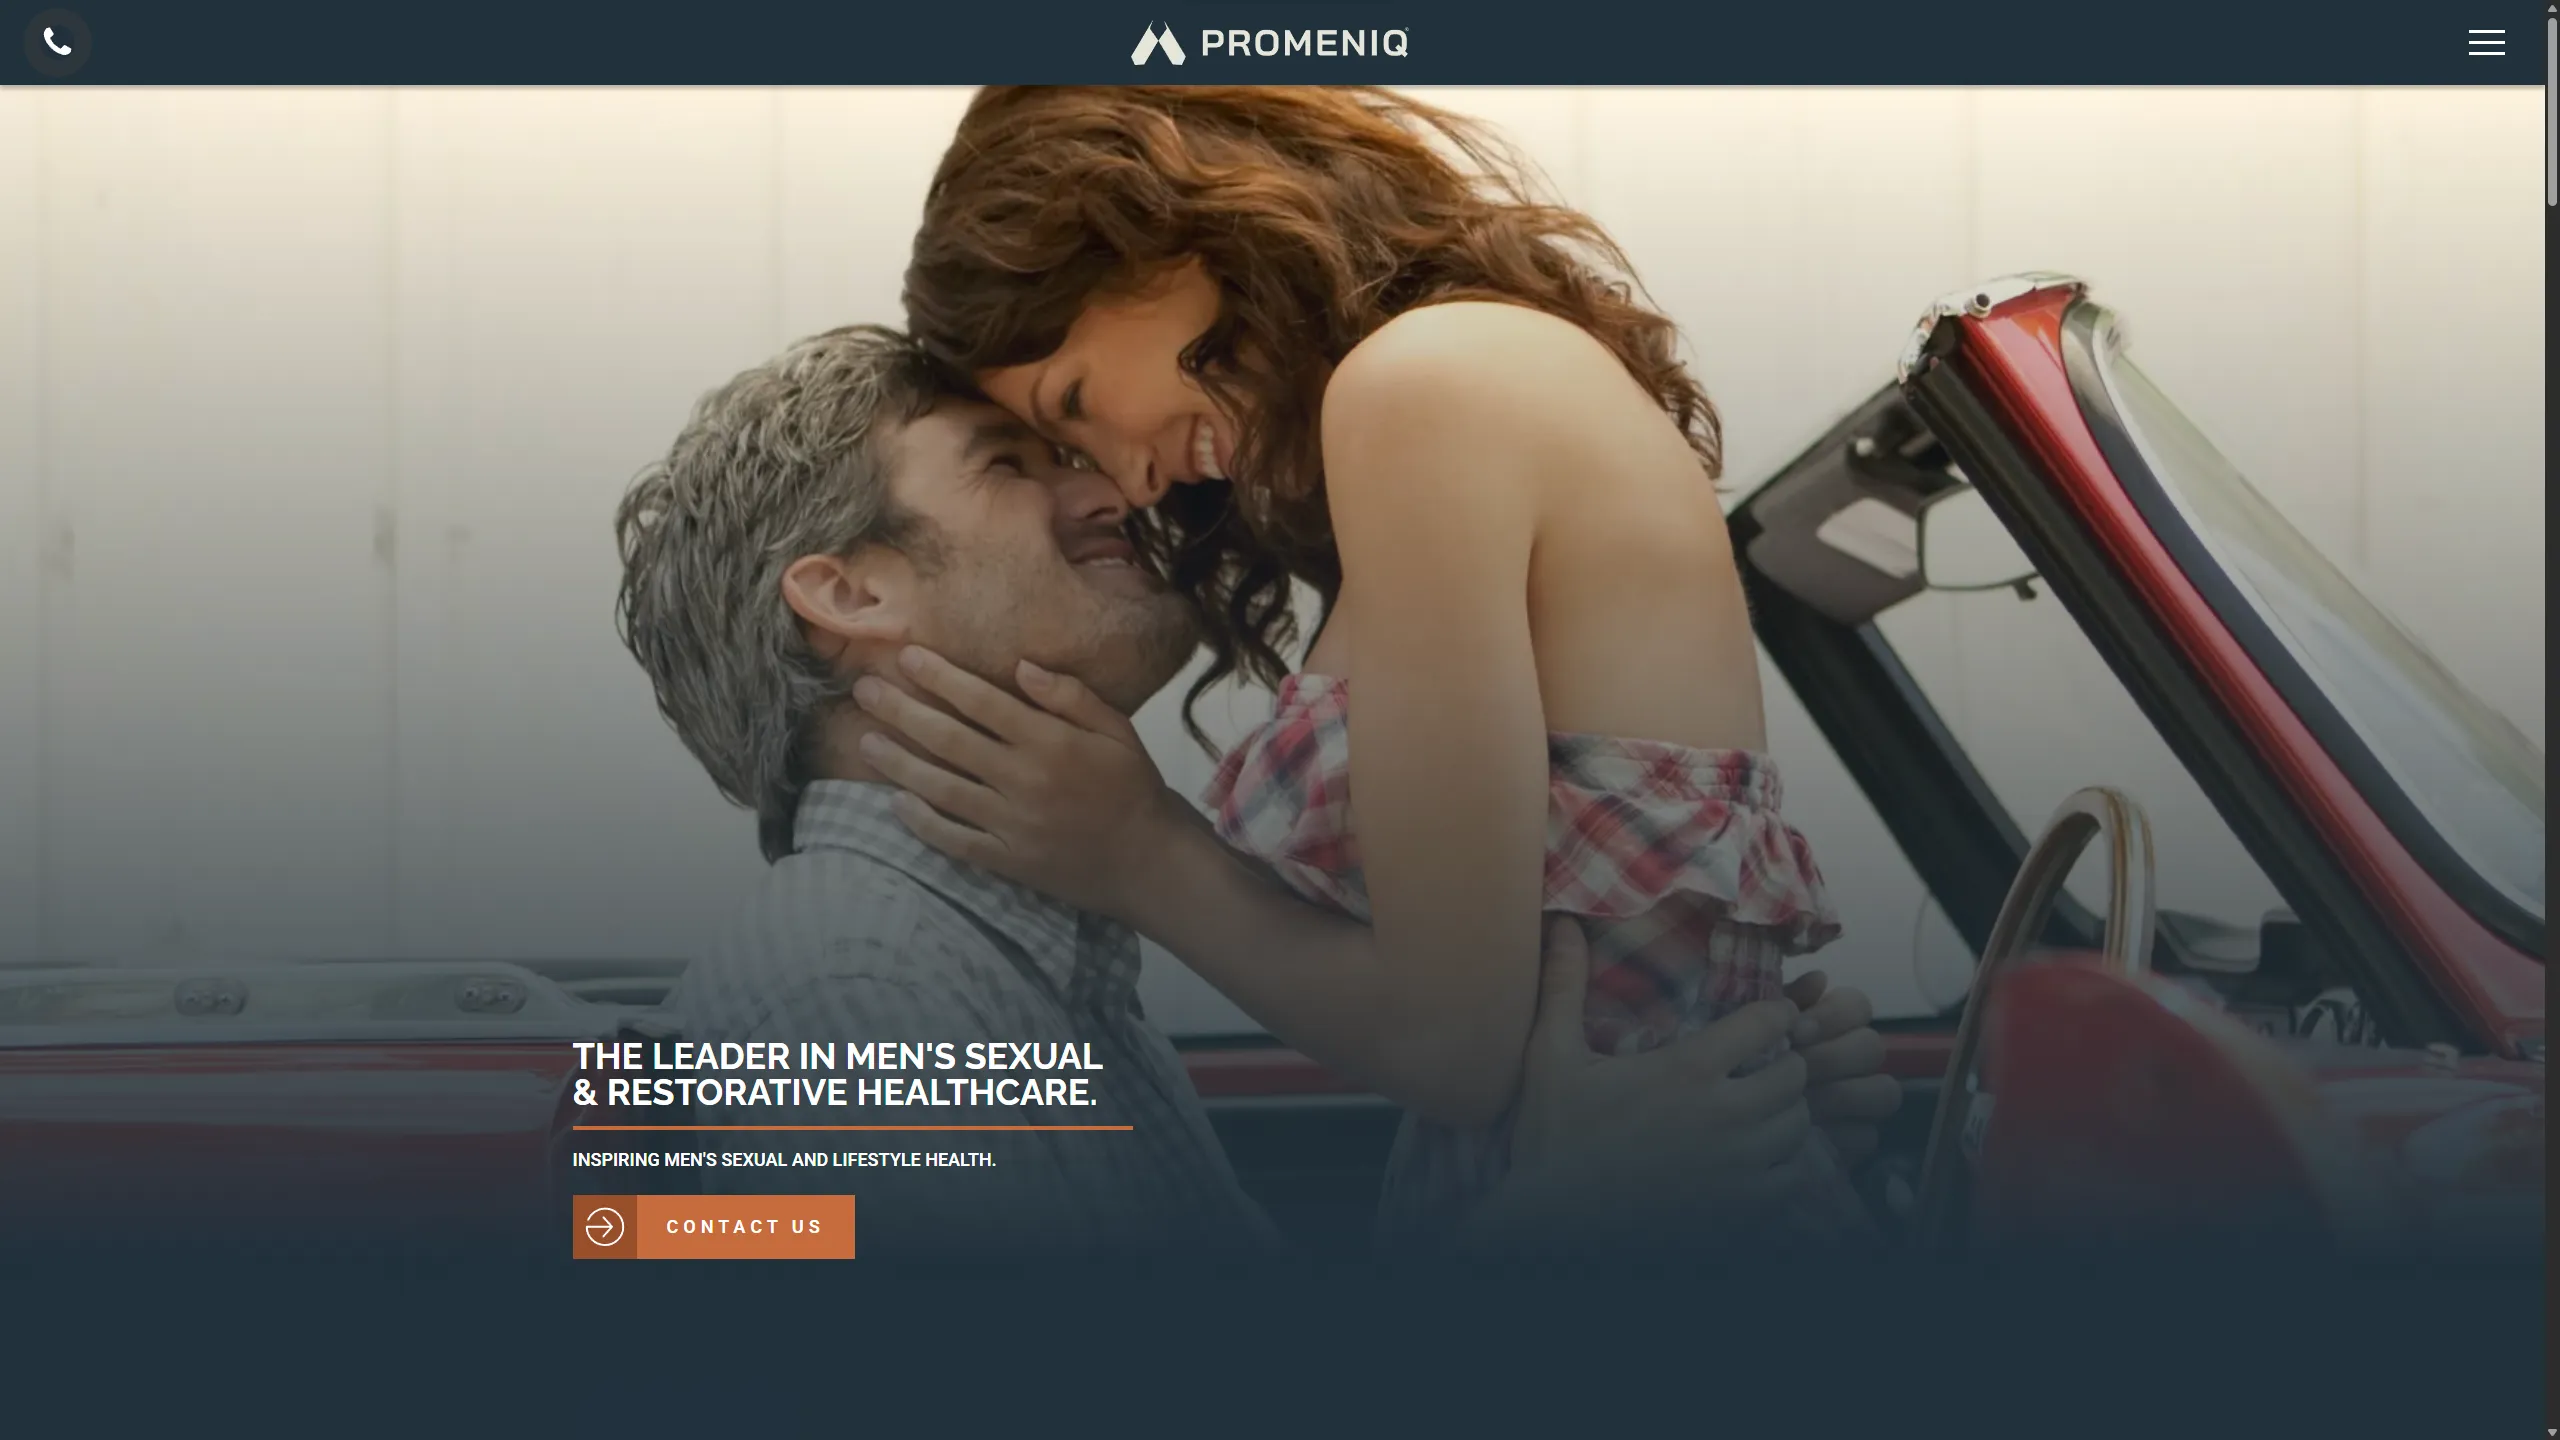 PROMENIQ
THE LEADER IN MEN'S SEXUAL
& RESTORATIVE HEALTHCARE.
INSPIRING MEN'S SEXUAL AND LIFESTYLE HEALTH.
CONTACT US